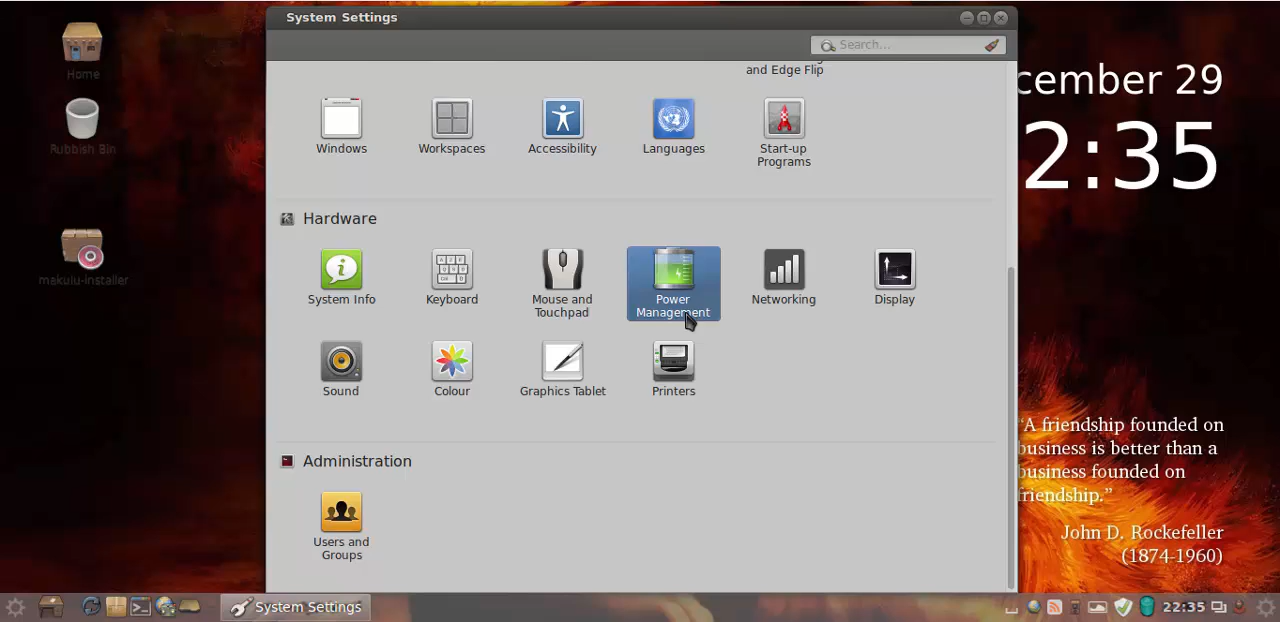 System Settings
Search...
Home
Rubbish Bin
makulu-installer
and Edge Flip
Windows
Workspaces
Accessibility
Languages
Start-up
Programs
Hardware
System Info
Keyboard
Mouse and
Touchpad
Power
Management
Networking
Display
Sound
Colour
Graphics Tablet
Printers
Administration
Users and
Groups
cember 29
2:35
“A friendship founded on
business is better than a
business founded on
friendship.”
John D. Rockefeller
(1874-1960)
System Settings
22:35